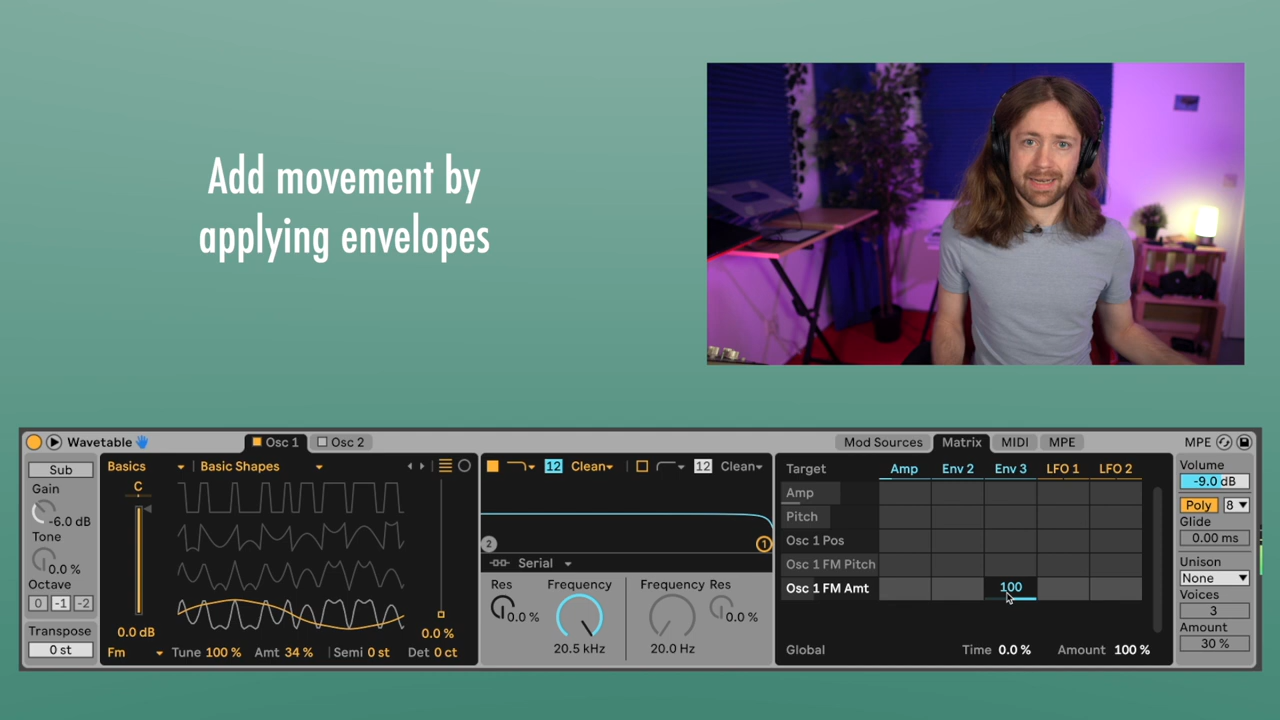 Add movement by
applying envelopes
Wavetable
Osc 1
Osc 2
Mod Sources
Matrix
MIDI
MPE
MPE
Sub
Gain
-6.0 dB
Tone
0.0 %
Octave
0 -1 -2
Transpose
0 st
Basics
Basic Shapes
C
0.0 dB
0.0 %
Fm
Tune 100 %
Amt 34 %
Semi 0 st
Det 0 ct
12 Clean
12 Clean
2
1
Serial
Res
0.0 %
Frequency
20.5 kHz
Frequency
20.0 Hz
Res
0.0 %
Target Amp Env 2 Env 3 LFO 1 LFO 2
Amp
Pitch
Osc 1 Pos
Osc 1 FM Pitch
Osc 1 FM Amt 100
Global Time 0.0 % Amount 100 %
Volume
-9.0 dB
Poly 8
Glide
0.00 ms
Unison
None
Voices
3
Amount
30 %